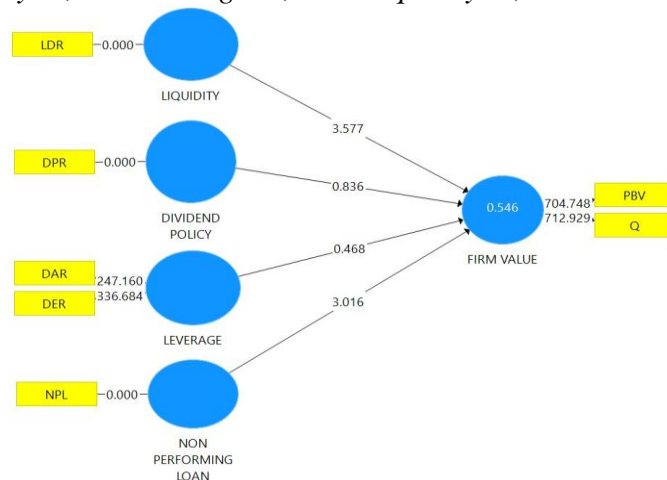 LDR
0.000
LIQUIDITY
3.577
DPR
0.000
DIVIDEND
POLICY
0.836
DAR
247.160
DER
336.684
LEVERAGE
0.468
NPL
0.000
NON
PERFORMING
LOAN
3.016
0.546
FIRM VALUE
704.748
PBV
712.929
Q